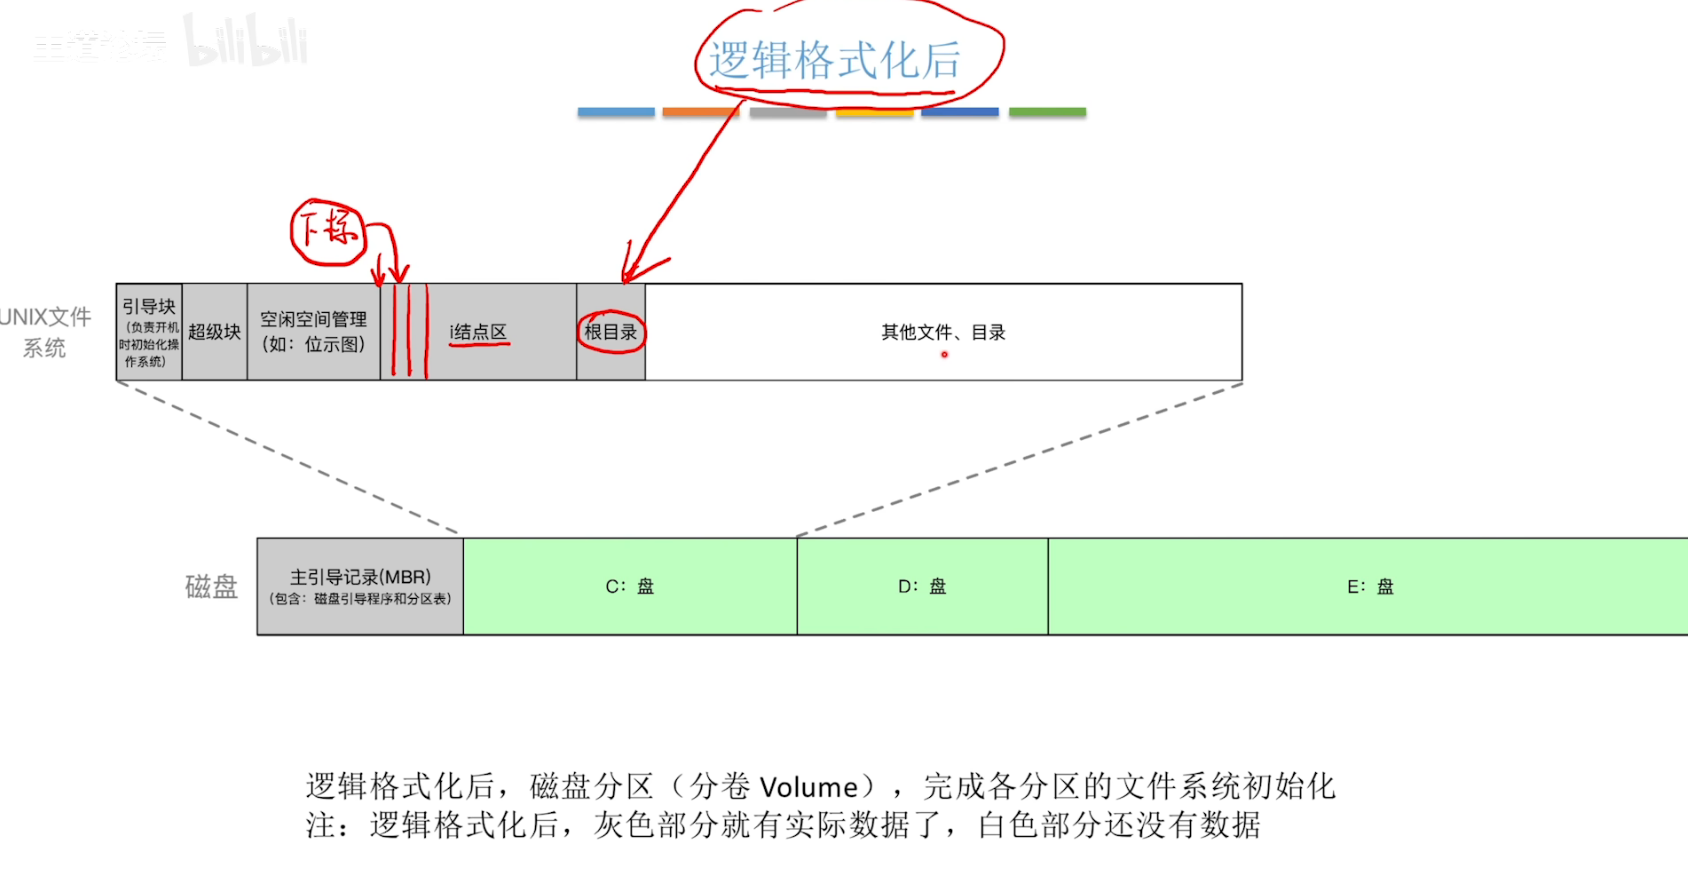 bilibili
逻辑格式化后
下标
UNIX文件
系统
引导块
（负责开机
时初始化操
作系统）
超级块
空闲空间管理
（如：位示图）
i结点区
根目录
其他文件、目录
磁盘
主引导记录(MBR)
（包含：磁盘引导程序和分区表）
C：盘
D：盘
E：盘
逻辑格式化后，磁盘分区（分卷 Volume），完成各分区的文件系统初始化
注：逻辑格式化后，灰色部分就有实际数据了，白色部分还没有数据